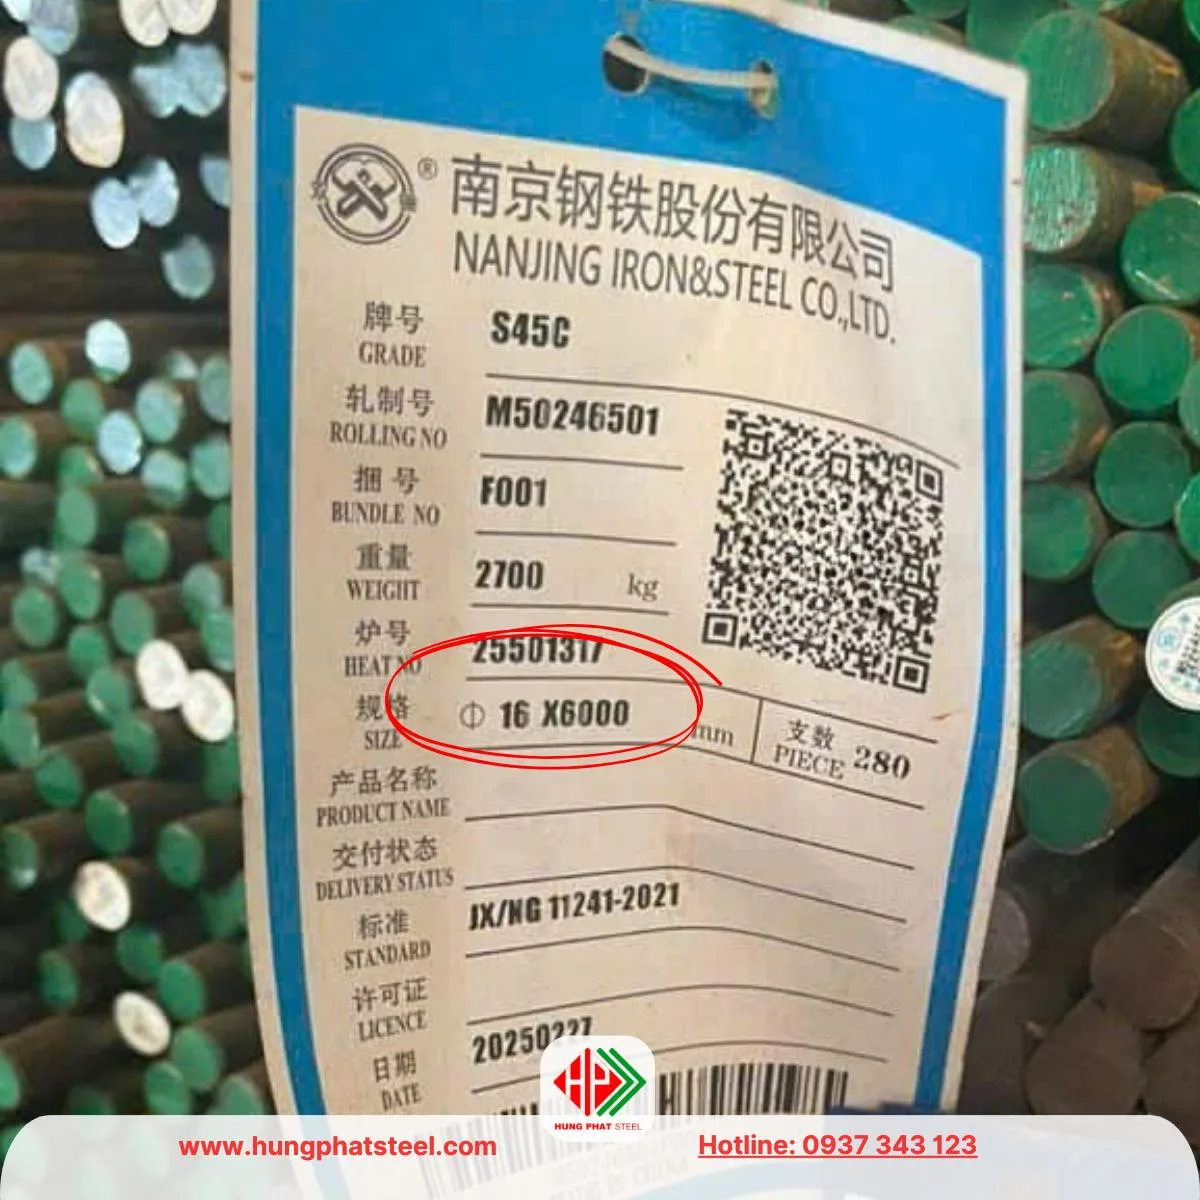 ®
南京钢铁股份有限公司
NANJING IRON&STEEL CO.,LTD.
牌号
GRADE
S45C
轧制号
ROLLING NO
M50246501
捆号
BUNDLE NO
F001
重量
WEIGHT
2700 kg
炉号
HEAT NO
25501317
规格
SIZE
Φ 16 X6000 mm
支数
PIECE
280
产品名称
PRODUCT NAME
交付状态
DELIVERY STATUS
标准
STANDARD
JX/NG 11241-2021
许可证
LICENCE
日期
DATE
20250227
HUNG PHAT STEEL
www.hungphatsteel.com
Hotline: 0937 343 123